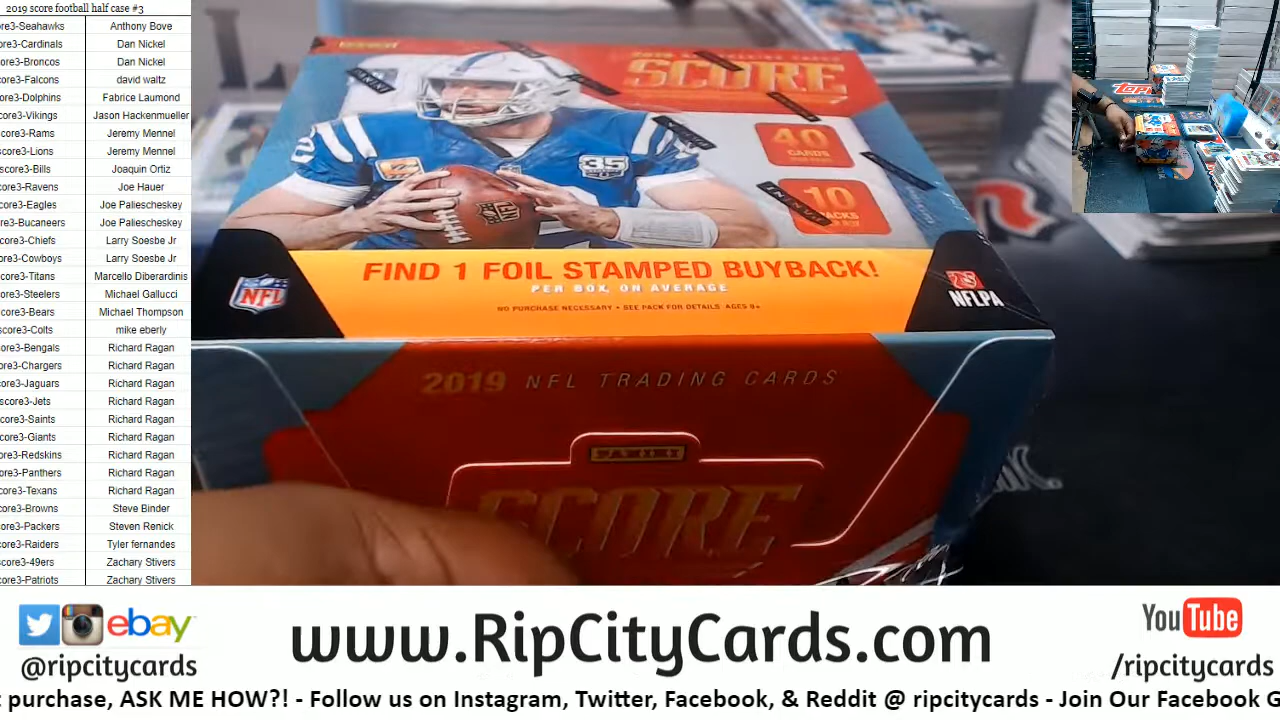 2019 score football half case #3
ore3-Seahawks Anthony Bove
ore3-Cardinals Dan Nickel
ore3-Broncos Dan Nickel
ore3-Falcons david waltz
ore3-Dolphins Fabrice Laumond
core3-Vikings Jason Hackenmueller
core3-Rams Jeremy Mennel
score3-Lions Jeremy Mennel
score3-Bills Joaquin Ortiz
core3-Ravens Joe Hauer
core3-Eagles Joe Paliescheskey
re3-Bucaneers Joe Paliescheskey
core3-Chiefs Larry Soesbe Jr
ore3-Cowboys Larry Soesbe Jr
core3-Titans Marcello Diberardinis
core3-Steelers Michael Gallucci
core3-Bears Michael Thompson
score3-Colts mike eberly
ore3-Bengals Richard Ragan
ore3-Chargers Richard Ragan
ore3-Jaguars Richard Ragan
score3-Jets Richard Ragan
core3-Saints Richard Ragan
core3-Giants Richard Ragan
ore3-Redskins Richard Ragan
ore3-Panthers Richard Ragan
core3-Texans Richard Ragan
core3-Browns Steve Binder
ore3-Packers Steven Renick
ore3-Raiders Tyler fernandes
core3-49ers Zachary Stivers
ore3-Patriots Zachary Stivers
SCORE
40
CARDS
10
35
NFL
FIND 1 FOIL STAMPED BUYBACK!
PER BOX, ON AVERAGE
NO PURCHASE NECESSARY • SEE PACK FOR DETAILS AGES 9+
NFL
NFLPA
2019 NFL TRADING CARDS
PANINI
SCORE
ebay
@ripcitycards
www.RipCityCards.com
YouTube
/ripcitycards
t purchase, ASK ME HOW?! - Follow us on Instagram, Twitter, Facebook, & Reddit @ ripcitycards - Join Our Facebook G